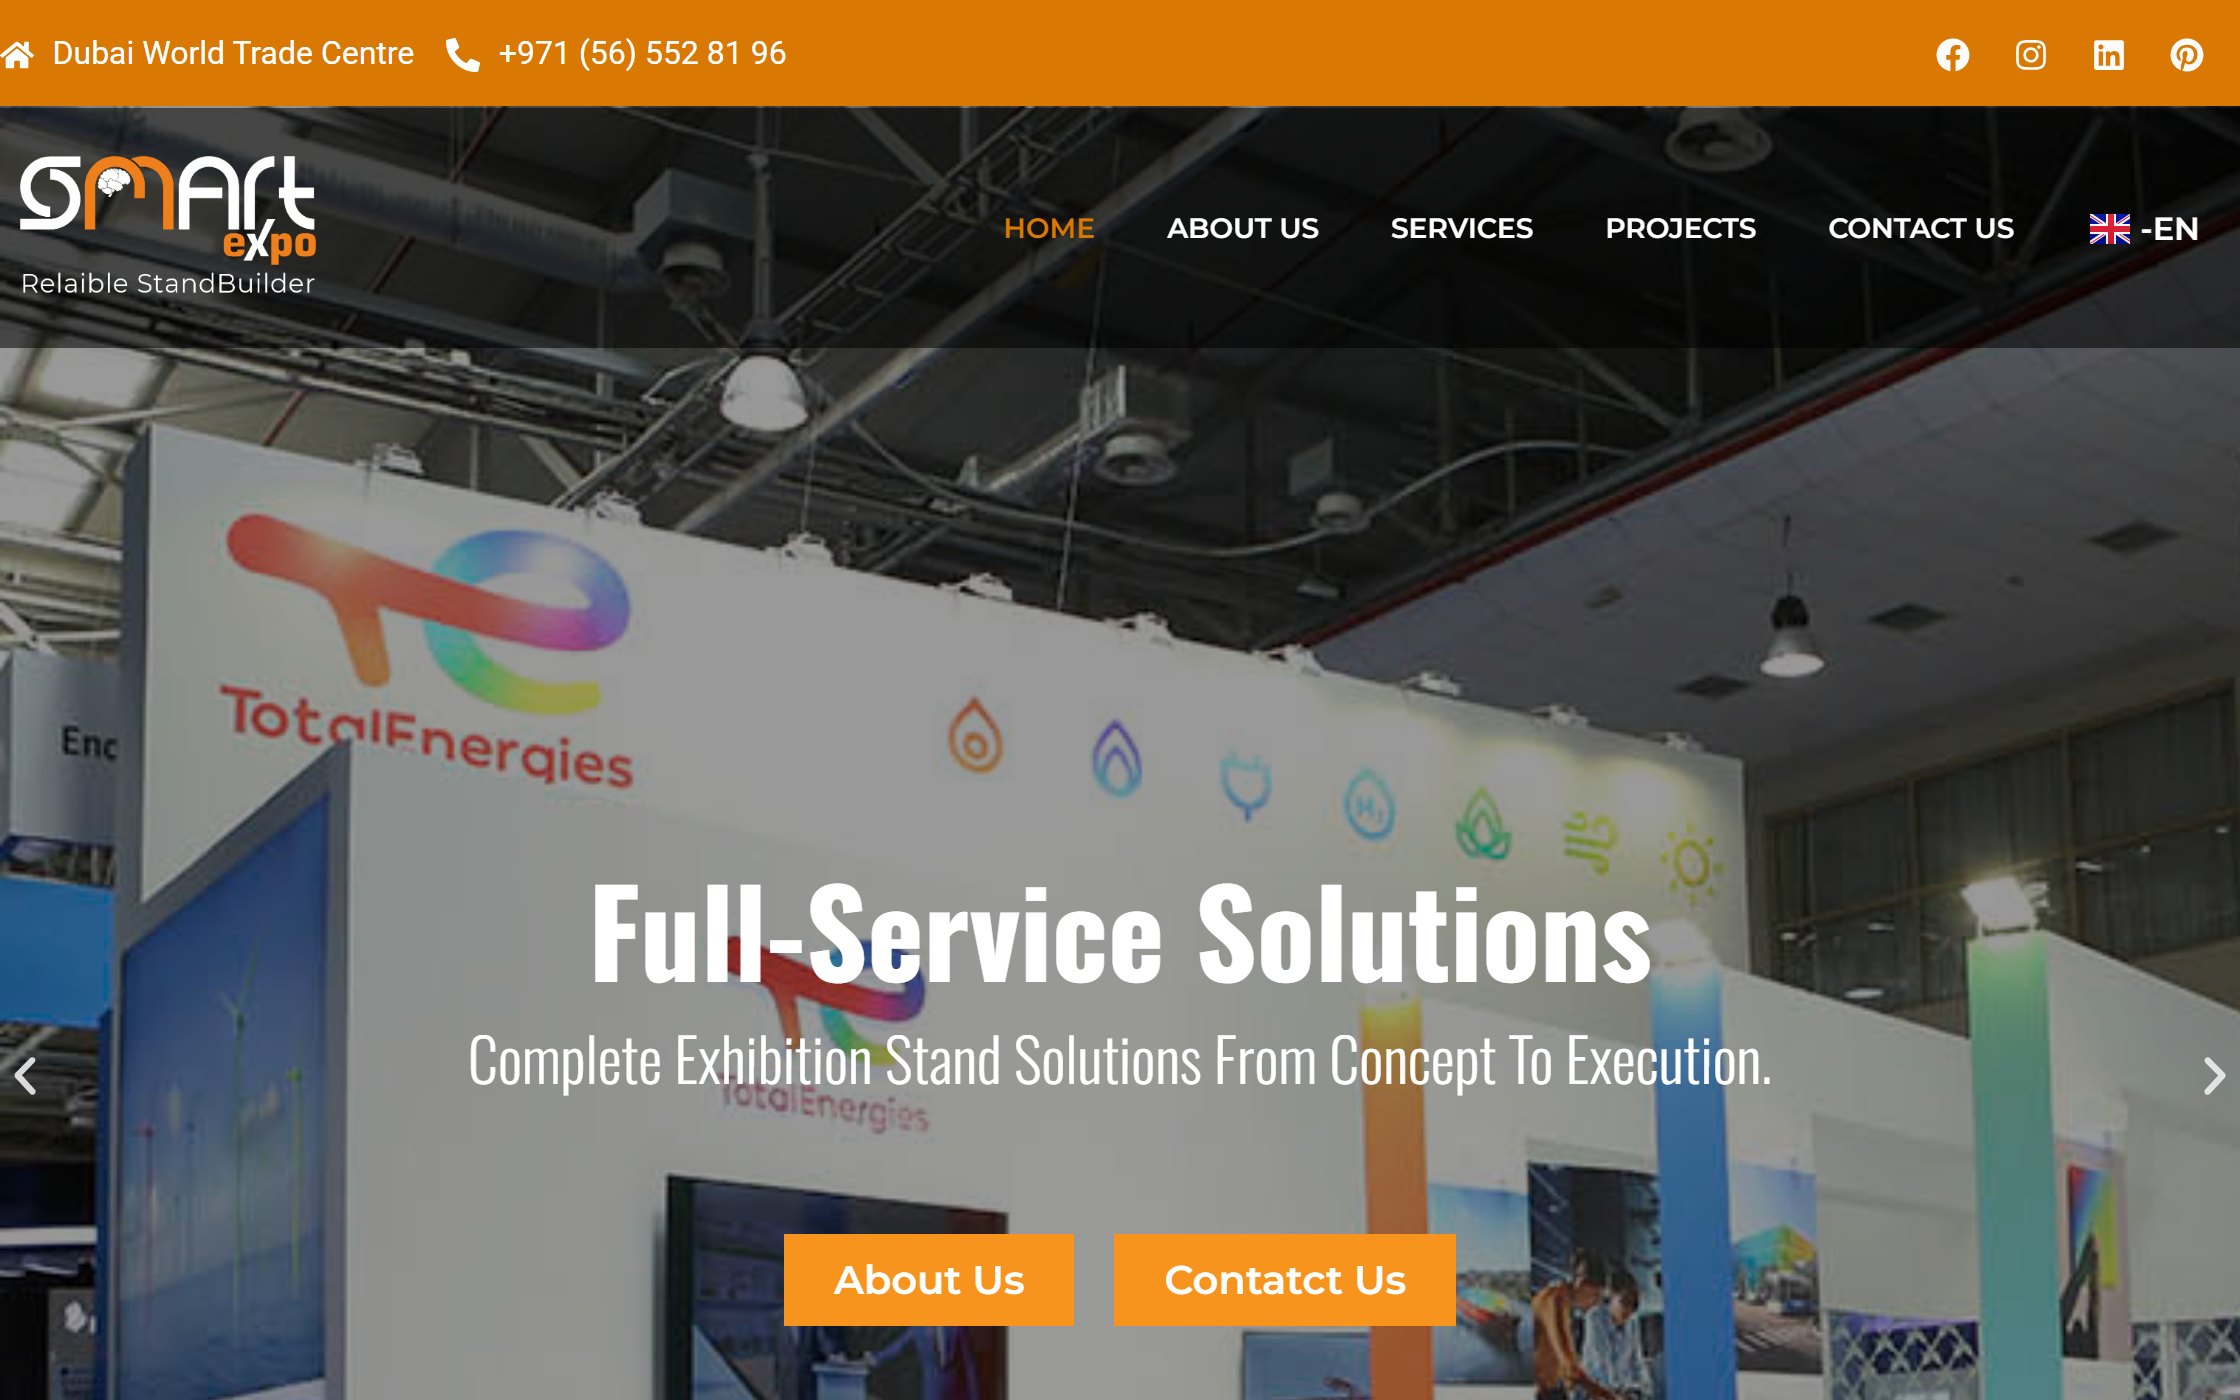 Dubai World Trade Centre
+971 (56) 552 81 96
smart
expo
Relaible StandBuilder
HOME
ABOUT US
SERVICES
PROJECTS
CONTACT US
-EN
TotalEnergies
H₂
Full-Service Solutions
Complete Exhibition Stand Solutions From Concept To Execution.
TotalEnergies
About Us
Contatct Us